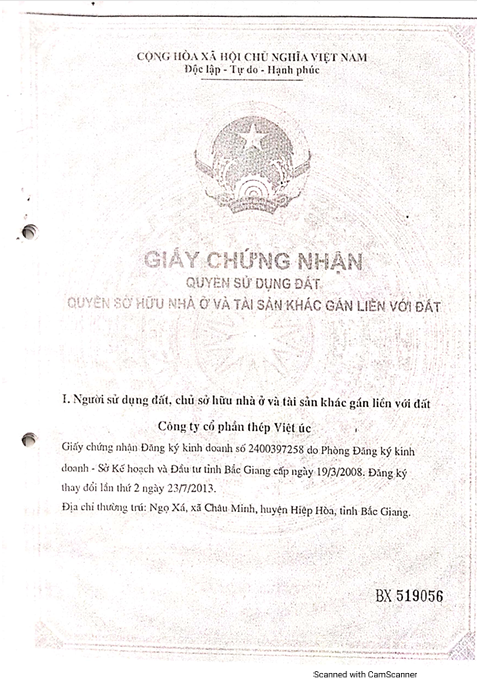 CỘNG HÒA XÃ HỘI CHỦ NGHĨA VIỆT NAM
Độc lập - Tự do - Hạnh phúc
GIẤY CHỨNG NHẬN
QUYỀN SỬ DỤNG ĐẤT
QUYỀN SỞ HỮU NHÀ Ở VÀ TÀI SẢN KHÁC GẮN LIỀN VỚI ĐẤT
I. Người sử dụng đất, chủ sở hữu nhà ở và tài sản khác gắn liền với đất
Công ty cổ phần thép Việt úc
Giấy chứng nhận Đăng ký kinh doanh số 2400397258 do Phòng Đăng ký kinh
doanh - Sở Kế hoạch và Đầu tư tỉnh Bắc Giang cấp ngày 19/3/2008. Đăng ký
thay đổi lần thứ 2 ngày 23/7/2013.
Địa chỉ thường trú: Ngọ Xá, xã Châu Minh, huyện Hiệp Hòa, tỉnh Bắc Giang.
BX 519056
Scanned with CamScanner